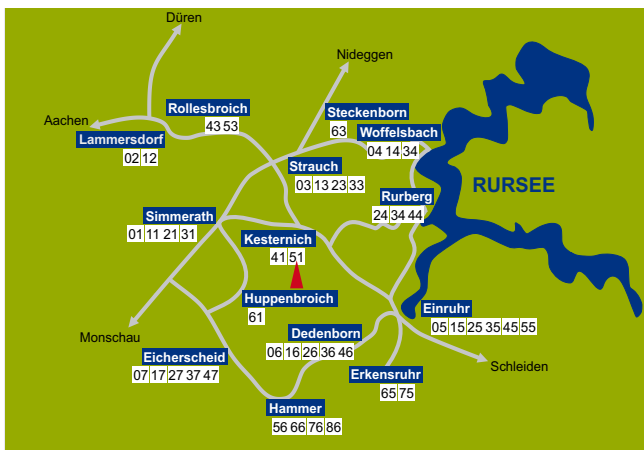 Düren
Nideggen
Aachen
Rollesbroich
43 53
Steckenborn
63
Lammersdorf
02 12
Woffelsbach
04 14 34
Strauch
03 13 23 33
RURSEE
Rurberg
24 34 44
Simmerath
01 11 21 31
Kesternich
41 51
Huppenbroich
61
Einruhr
05 15 25 35 45 55
Monschau
Dedenborn
06 16 26 36 46
Eicherscheid
07 17 27 37 47
Schleiden
Erkensruhr
65 75
Hammer
56 66 76 86